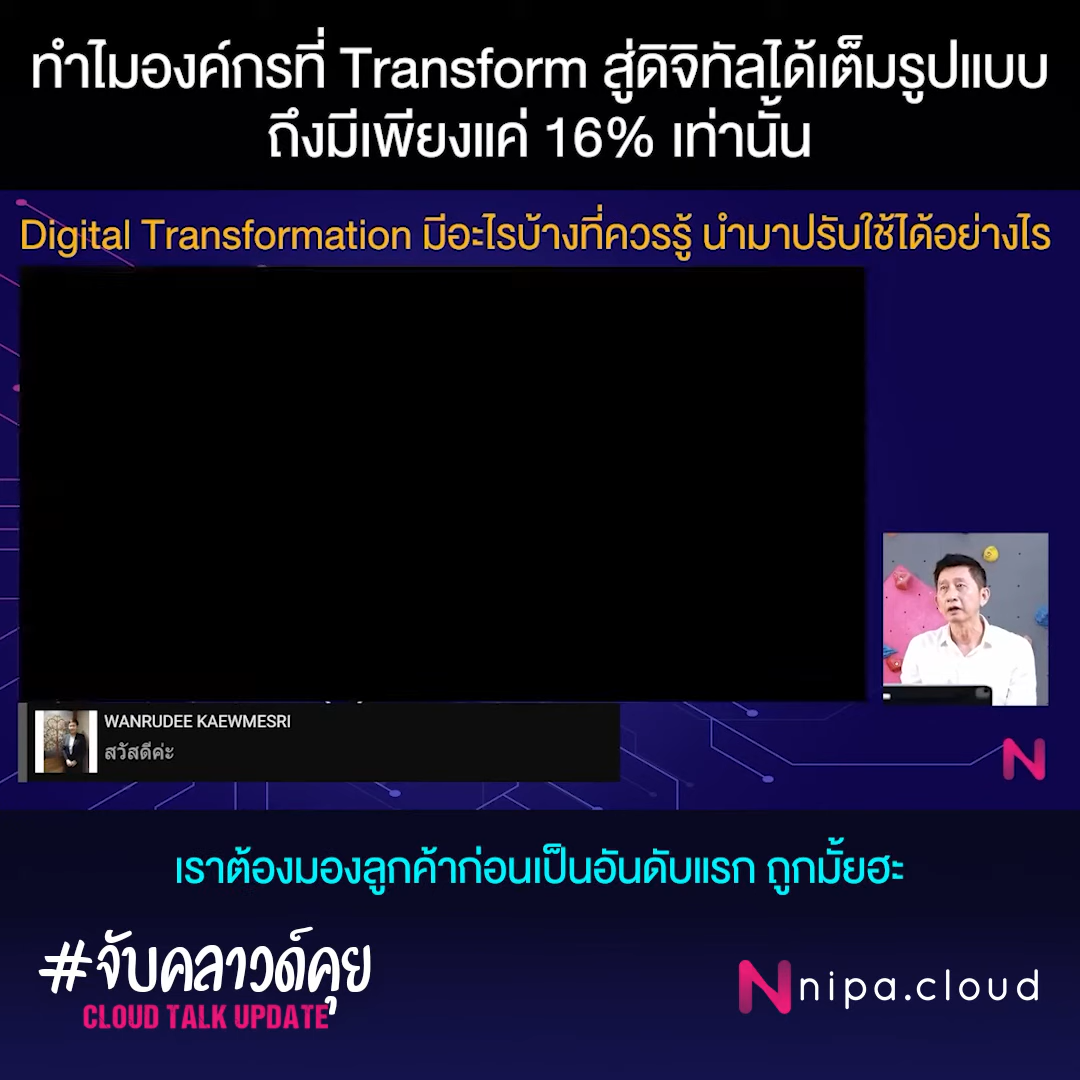 ทำไมองค์กรที่ Transform สู่ดิจิทัลได้เต็มรูปแบบ
ถึงมีเพียงแค่ 16% เท่านั้น
Digital Transformation มีอะไรบ้างที่ควรรู้ นำมาปรับใช้ได้อย่างไร
WANRUDEE KAEWMESRI
สวัสดีค่ะ
N
เราต้องมองลูกค้าก่อนเป็นอันดับแรก ถูกมั้ยฮะ
#จับคลาวด์คุย
CLOUD TALK UPDATE
N nipa.cloud